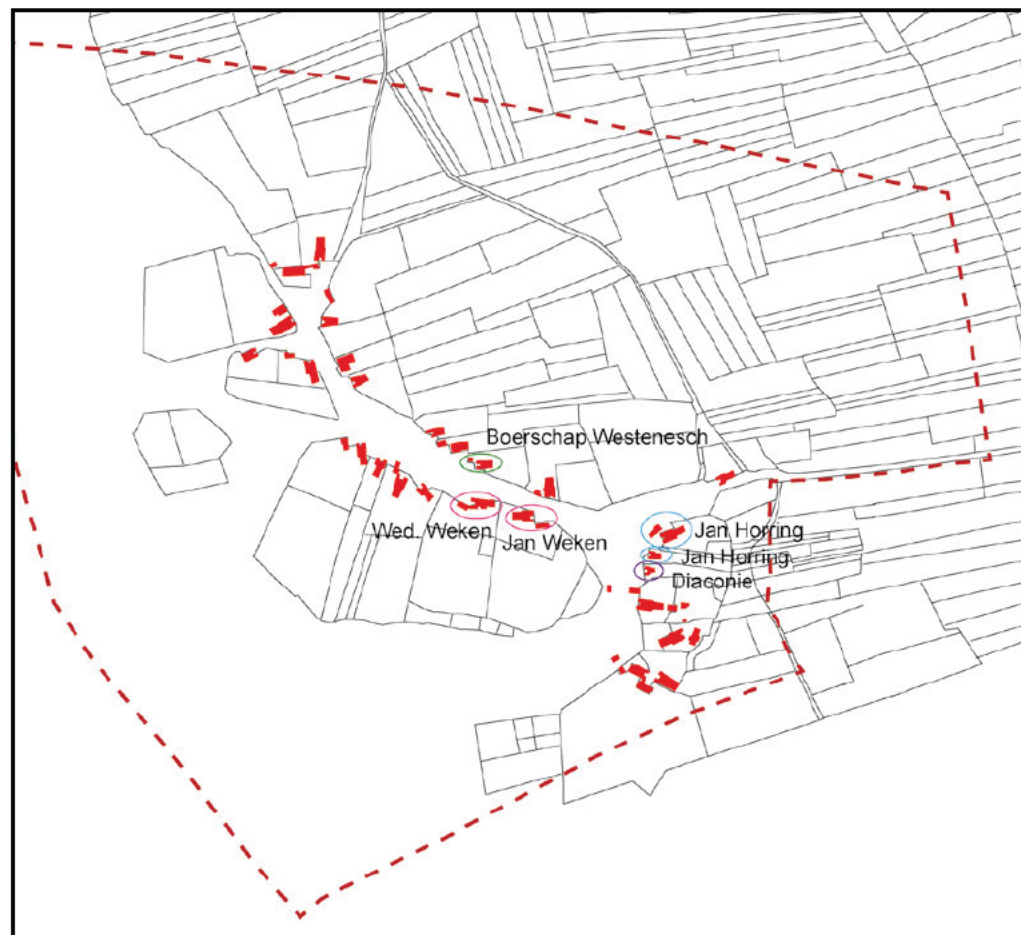 Boerschap Westenesch
Wed. Weken
Jan Weken
Jan Horring
Jan Horring
Diaconie